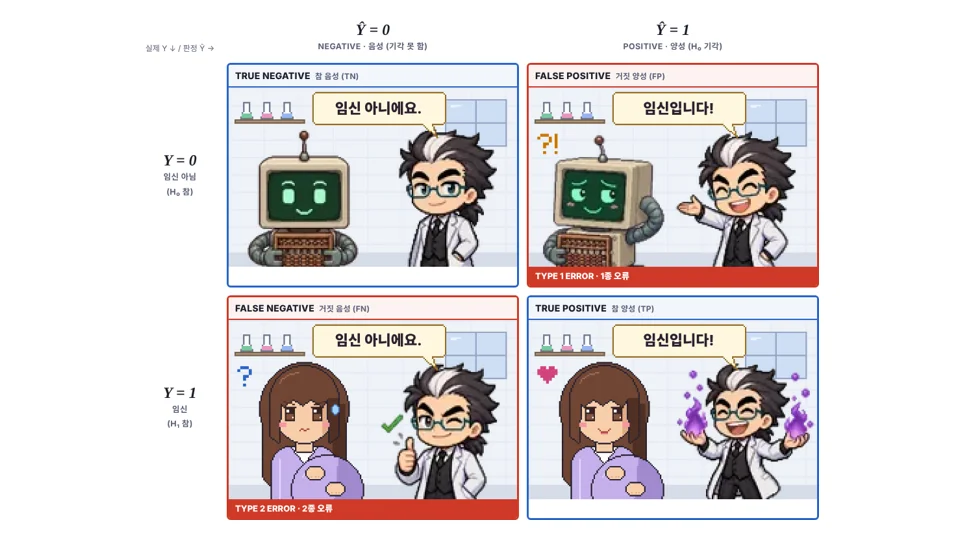 Ŷ = 0
NEGATIVE · 음성 (기각 못 함)
Ŷ = 1
POSITIVE · 양성 (H₀ 기각)
실제 Y ↓ / 판정 Ŷ →
TRUE NEGATIVE 참 음성 (TN)
임신 아니에요.
FALSE POSITIVE 거짓 양성 (FP)
임신입니다!
?!
TYPE 1 ERROR · 1종 오류
Y = 0
임신 아님
(H₀ 참)
FALSE NEGATIVE 거짓 음성 (FN)
임신 아니에요.
?
TYPE 2 ERROR · 2종 오류
TRUE POSITIVE 참 양성 (TP)
임신입니다!
Y = 1
임신
(H₁ 참)